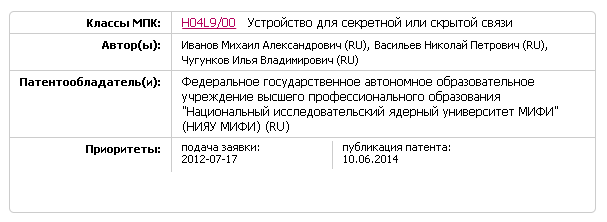 Классы МПК: H04L9/00 Устройство для секретной или скрытой связи
Автор(ы): Иванов Михаил Александрович (RU), Васильев Николай Петрович (RU),
Чугунков Илья Владимирович (RU)
Патентообладатель(и): Федеральное государственное автономное образовательное
учреждение высшего профессионального образования
"Национальный исследовательский ядерный университет МИФИ"
(НИЯУ МИФИ) (RU)
Приоритеты: подача заявки: публикация патента:
2012-07-17 10.06.2014